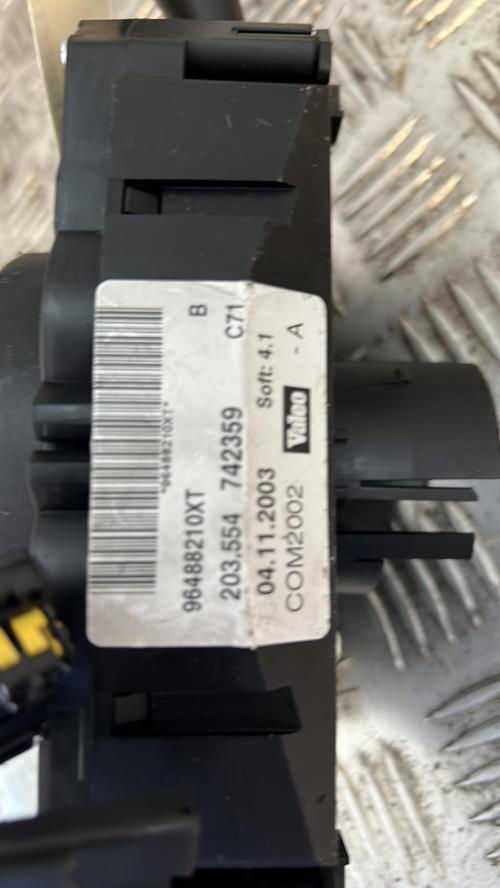 *96488210XT*
96488210XT B
203.554 742359 C71
04.11.2003 Soft: 4.1
COM2002 Valeo - A